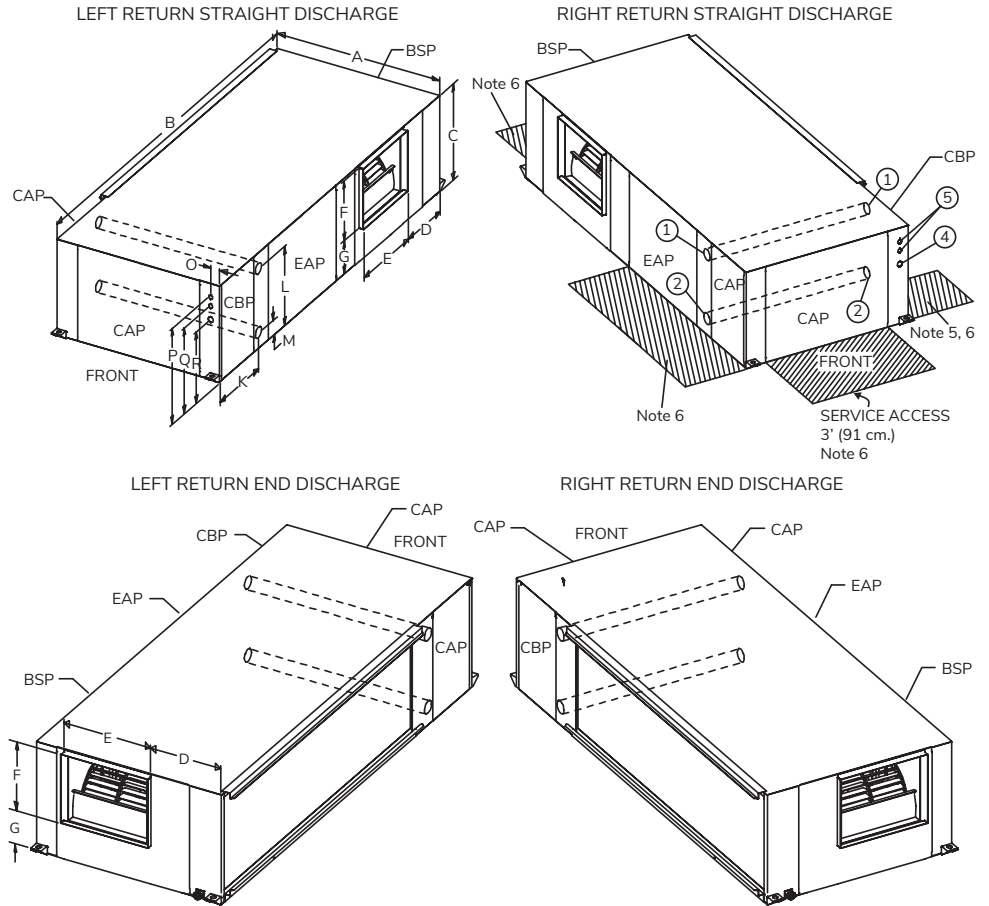 LEFT RETURN STRAIGHT DISCHARGE
A
BSP
B
C
CAP
F
D
G
E
EAP
O
L
CBP
CAP
M
P
Q
R
K
FRONT
RIGHT RETURN STRAIGHT DISCHARGE
BSP
Note 6
CBP
1
5
1
4
EAP
CAP
2
2
CAP
Note 5, 6
FRONT
Note 6
SERVICE ACCESS
3’ (91 cm.)
Note 6
LEFT RETURN END DISCHARGE
CAP
FRONT
CBP
EAP
CAP
BSP
E
D
F
G
RIGHT RETURN END DISCHARGE
CAP
FRONT
CAP
EAP
CBP
BSP